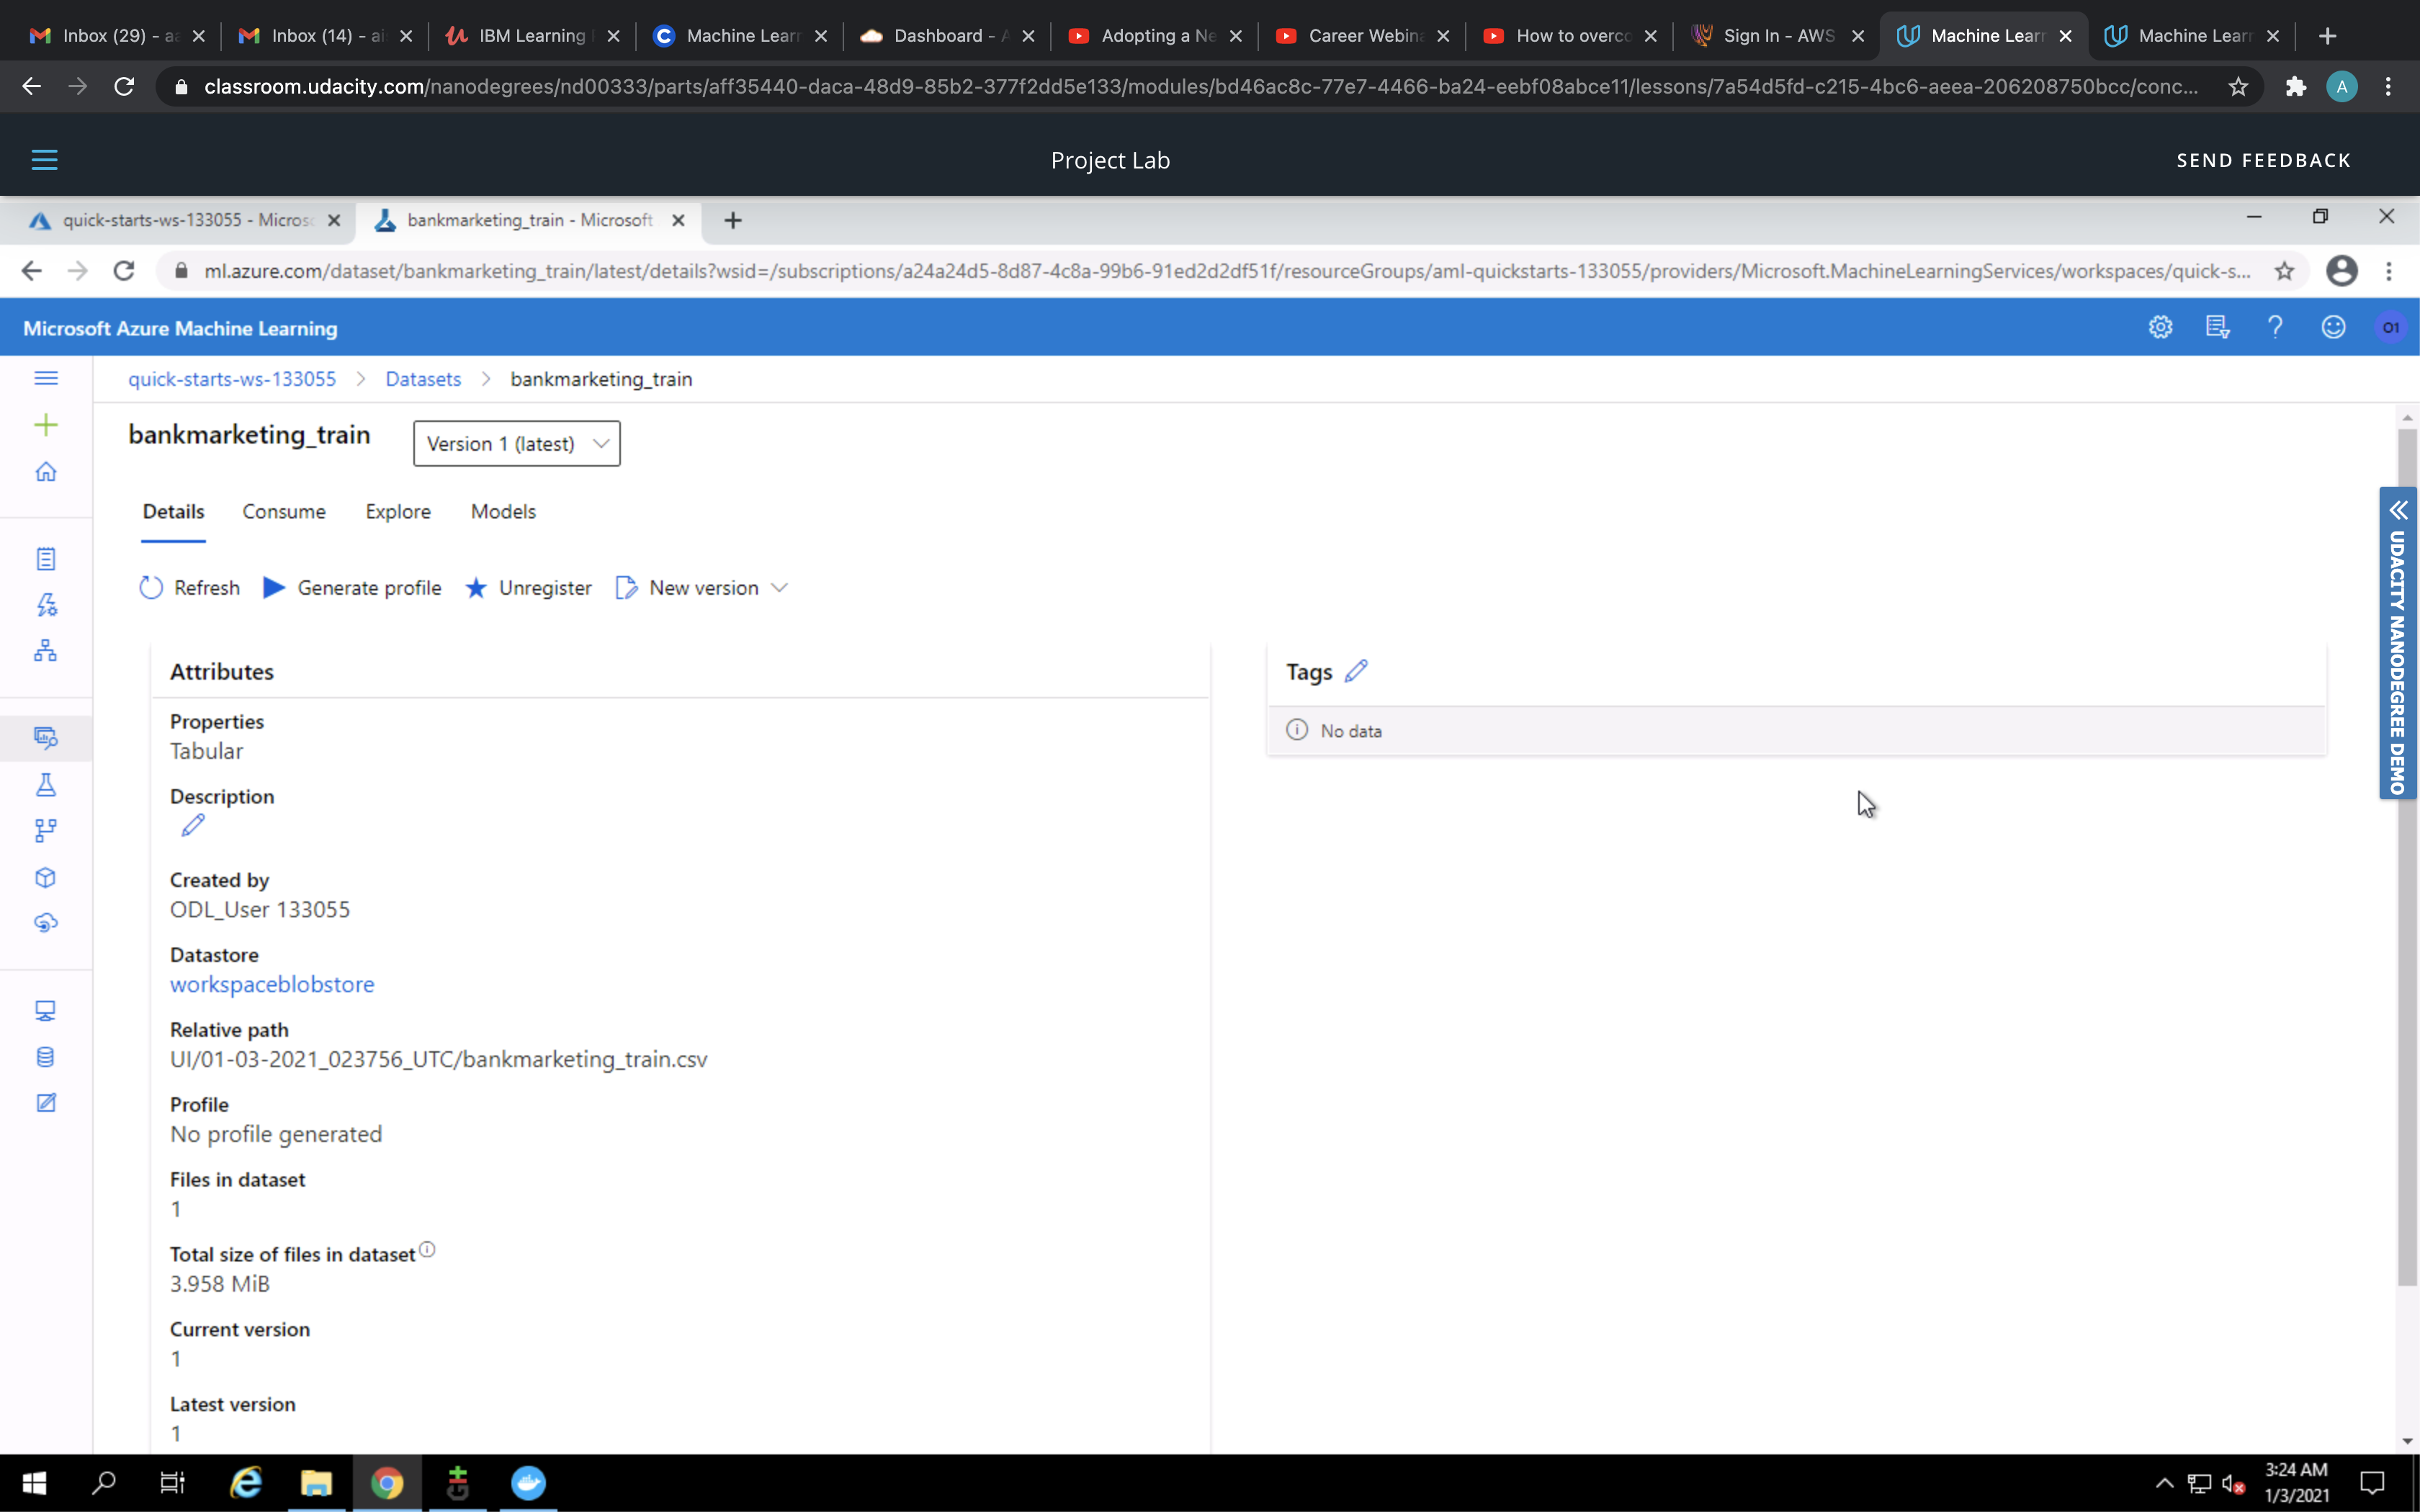 Inbox (29) - aa
Inbox (14) - ai
IBM Learning
Machine Lear
Dashboard - A
Adopting a Ne
Career Webin
How to overco
Sign In - AWS
Machine Lear
Machine Lear
classroom.udacity.com/nanodegrees/nd00333/parts/aff35440-daca-48d9-85b2-377f2dd5e133/modules/bd46ac8c-77e7-4466-ba24-eebf08abce11/lessons/7a54d5fd-c215-4bc6-aeea-206208750bcc/conc...
A
Project Lab
SEND FEEDBACK
quick-starts-ws-133055 - Micros
bankmarketing_train - Microsoft
ml.azure.com/dataset/bankmarketing_train/latest/details?wsid=/subscriptions/a24a24d5-8d87-4c8a-99b6-91ed2d2df51f/resourceGroups/aml-quickstarts-133055/providers/Microsoft.MachineLearningServices/workspaces/quick-s...
Microsoft Azure Machine Learning
O1
quick-starts-ws-133055 > Datasets > bankmarketing_train
bankmarketing_train
Version 1 (latest)
Details Consume Explore Models
Refresh Generate profile Unregister New version
UDACITY NANODEGREE DEMO
Attributes
Properties
Tabular
Description
Created by
ODL_User 133055
Datastore
workspaceblobstore
Relative path
UI/01-03-2021_023756_UTC/bankmarketing_train.csv
Profile
No profile generated
Files in dataset
1
Total size of files in dataset
3.958 MiB
Current version
1
Latest version
1
Tags
No data
3:24 AM
1/3/2021